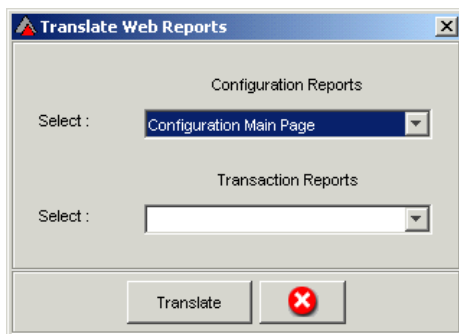 Translate Web Reports
Configuration Reports
Select : Configuration Main Page
Transaction Reports
Select :
Translate